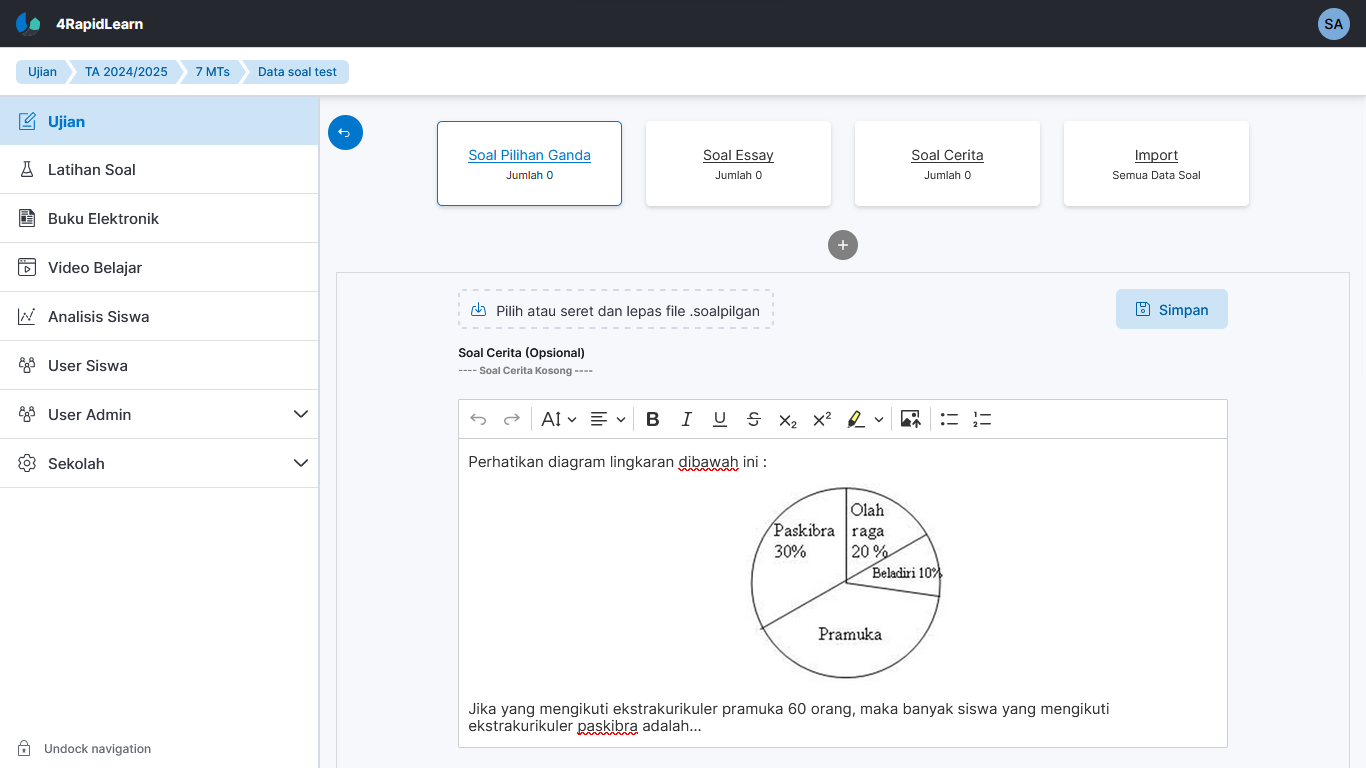 4RapidLearn
SA
Ujian
TA 2024/2025
7 MTs
Data soal test
Ujian
Latihan Soal
Buku Elektronik
Video Belajar
Analisis Siswa
User Siswa
User Admin
Sekolah
Undock navigation
Soal Pilihan Ganda
Jumlah 0
Soal Essay
Jumlah 0
Soal Cerita
Jumlah 0
Import
Semua Data Soal
Pilih atau seret dan lepas file .soalpilgan
Simpan
Soal Cerita (Opsional)
---- Soal Cerita Kosong ----
Perhatikan diagram lingkaran dibawah ini :
Paskibra
30%
Olah
raga
20 %
Beladiri 10%
Pramuka
Jika yang mengikuti ekstrakurikuler pramuka 60 orang, maka banyak siswa yang mengikuti
ekstrakurikuler paskibra adalah...